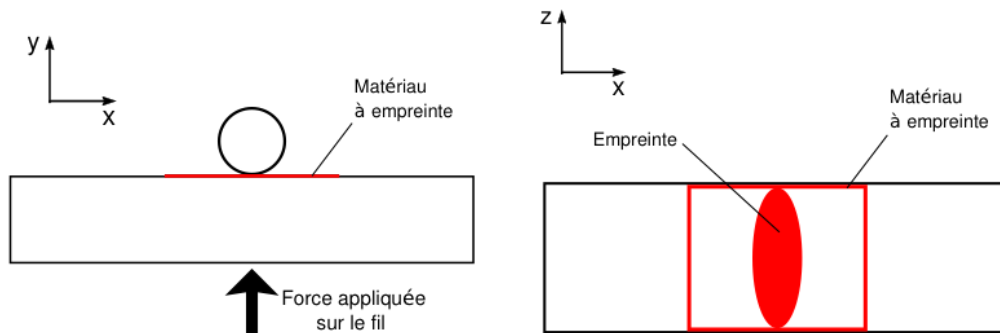 y
x
Matériau
à empreinte
Force appliquée
sur le fil
z
x
Matériau
à empreinte
Empreinte